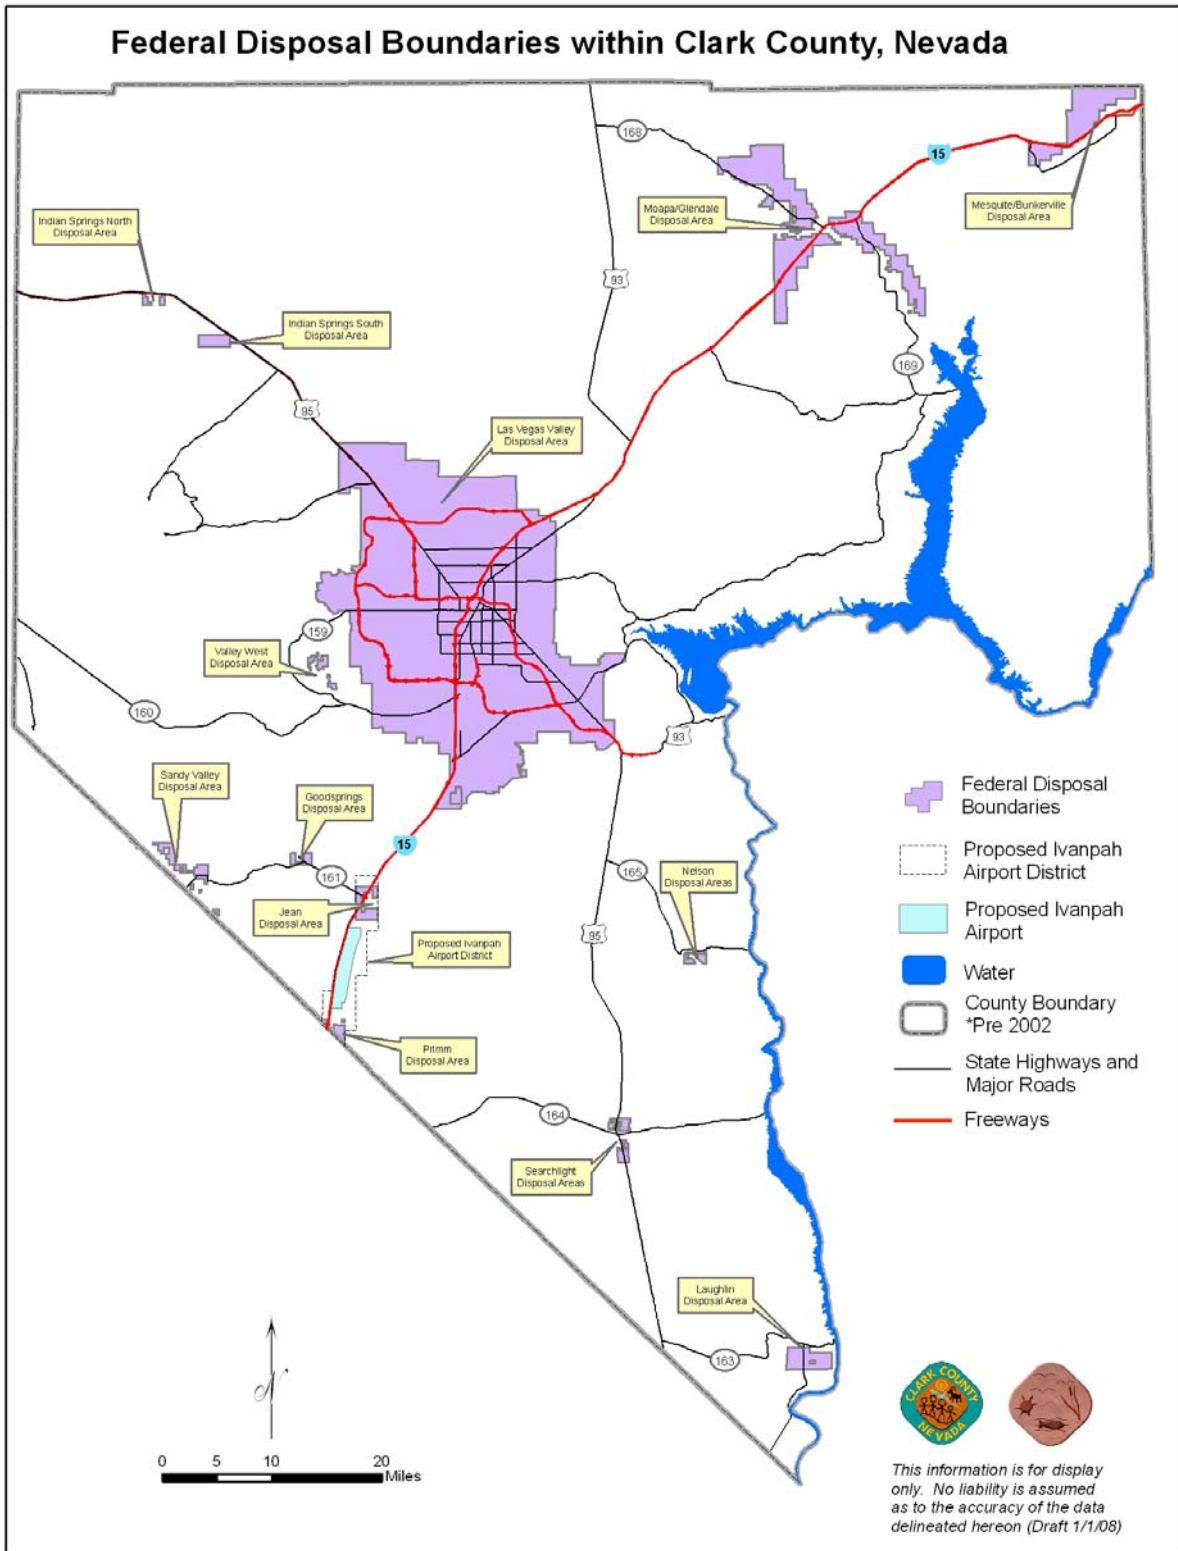 Federal Disposal Boundaries within Clark County, Nevada
168
15
Mesquite/Bunkerville
Disposal Area
Moapa/Glendale
Disposal Area
Indian Springs North
Disposal Area
93
Indian Springs South
Disposal Area
169
95
Las Vegas Valley
Disposal Area
159
Valley West
Disposal Area
160
93
Sandy Valley
Disposal Area
Goodsprings
Disposal Area
15
161
165
Nelson
Disposal Areas
Jean
Disposal Area
95
Proposed Ivanpah
Airport District
Primm
Disposal Area
164
Searchlight
Disposal Areas
Laughlin
Disposal Area
163
Federal Disposal
Boundaries
Proposed Ivanpah
Airport District
Proposed Ivanpah
Airport
Water
County Boundary
*Pre 2002
State Highways and
Major Roads
Freeways
N
0 5 10 20
Miles
CLARK COUNTY
NEVADA
This information is for display
only. No liability is assumed
as to the accuracy of the data
delineated hereon (Draft 1/1/08)